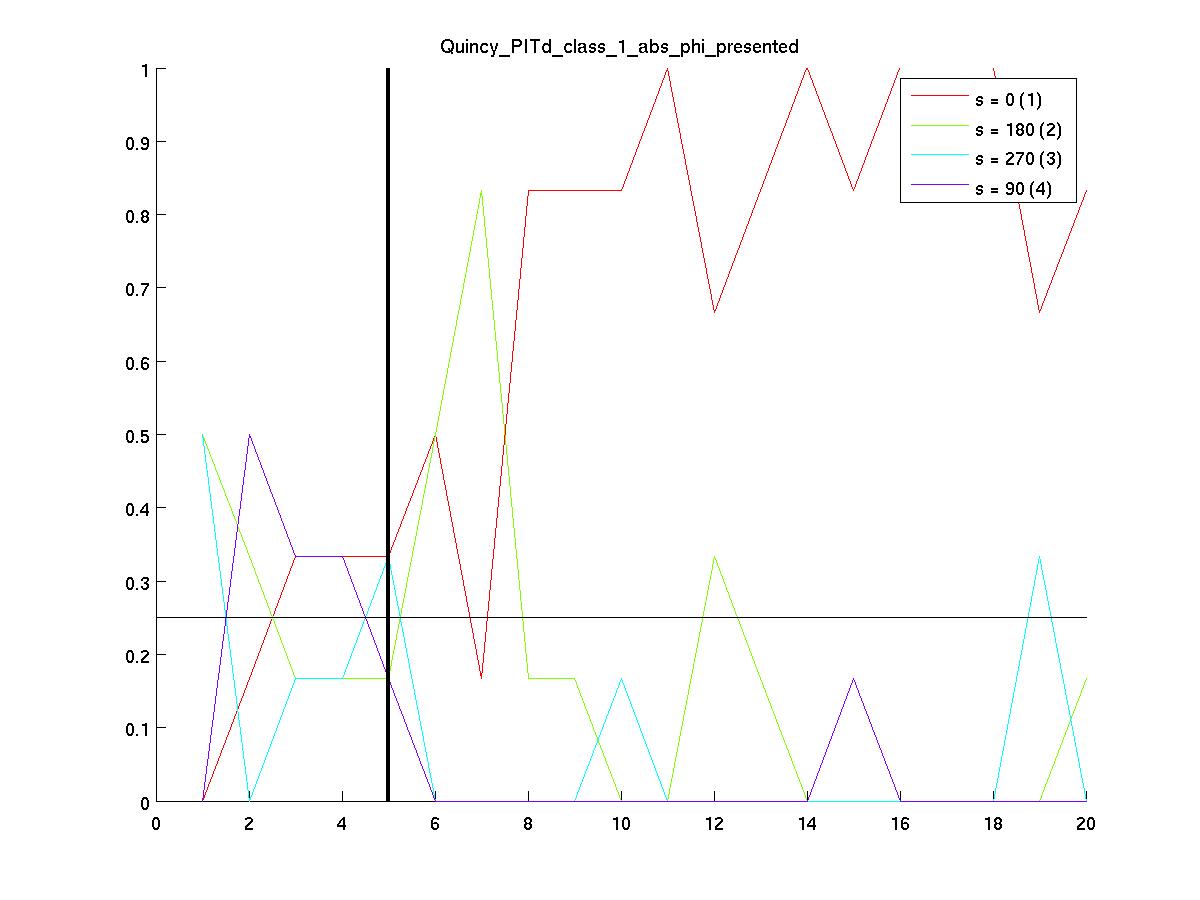 Quincy_PITd_class_1_abs_phi_presented
1
0.9
0.8
0.7
0.6
0.5
0.4
0.3
0.2
0.1
0
s = 0 (1)
s = 180 (2)
s = 270 (3)
s = 90 (4)
0 2 4 6 8 10 12 14 16 18 20